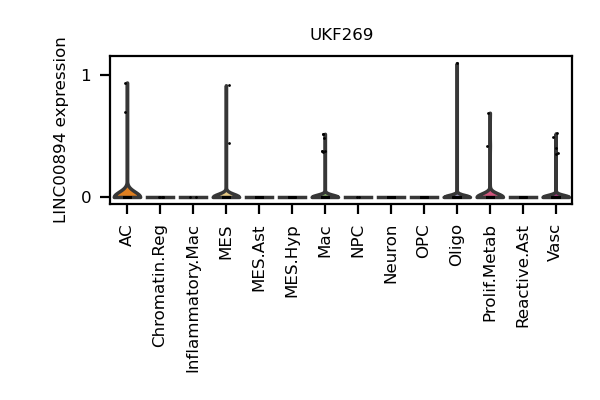 UKF269
LINC00894 expression
1
0
AC
Chromatin.Reg
Inflammatory.Mac
MES
MES.Ast
MES.Hyp
Mac
NPC
Neuron
OPC
Oligo
Prolif.Metab
Reactive.Ast
Vasc